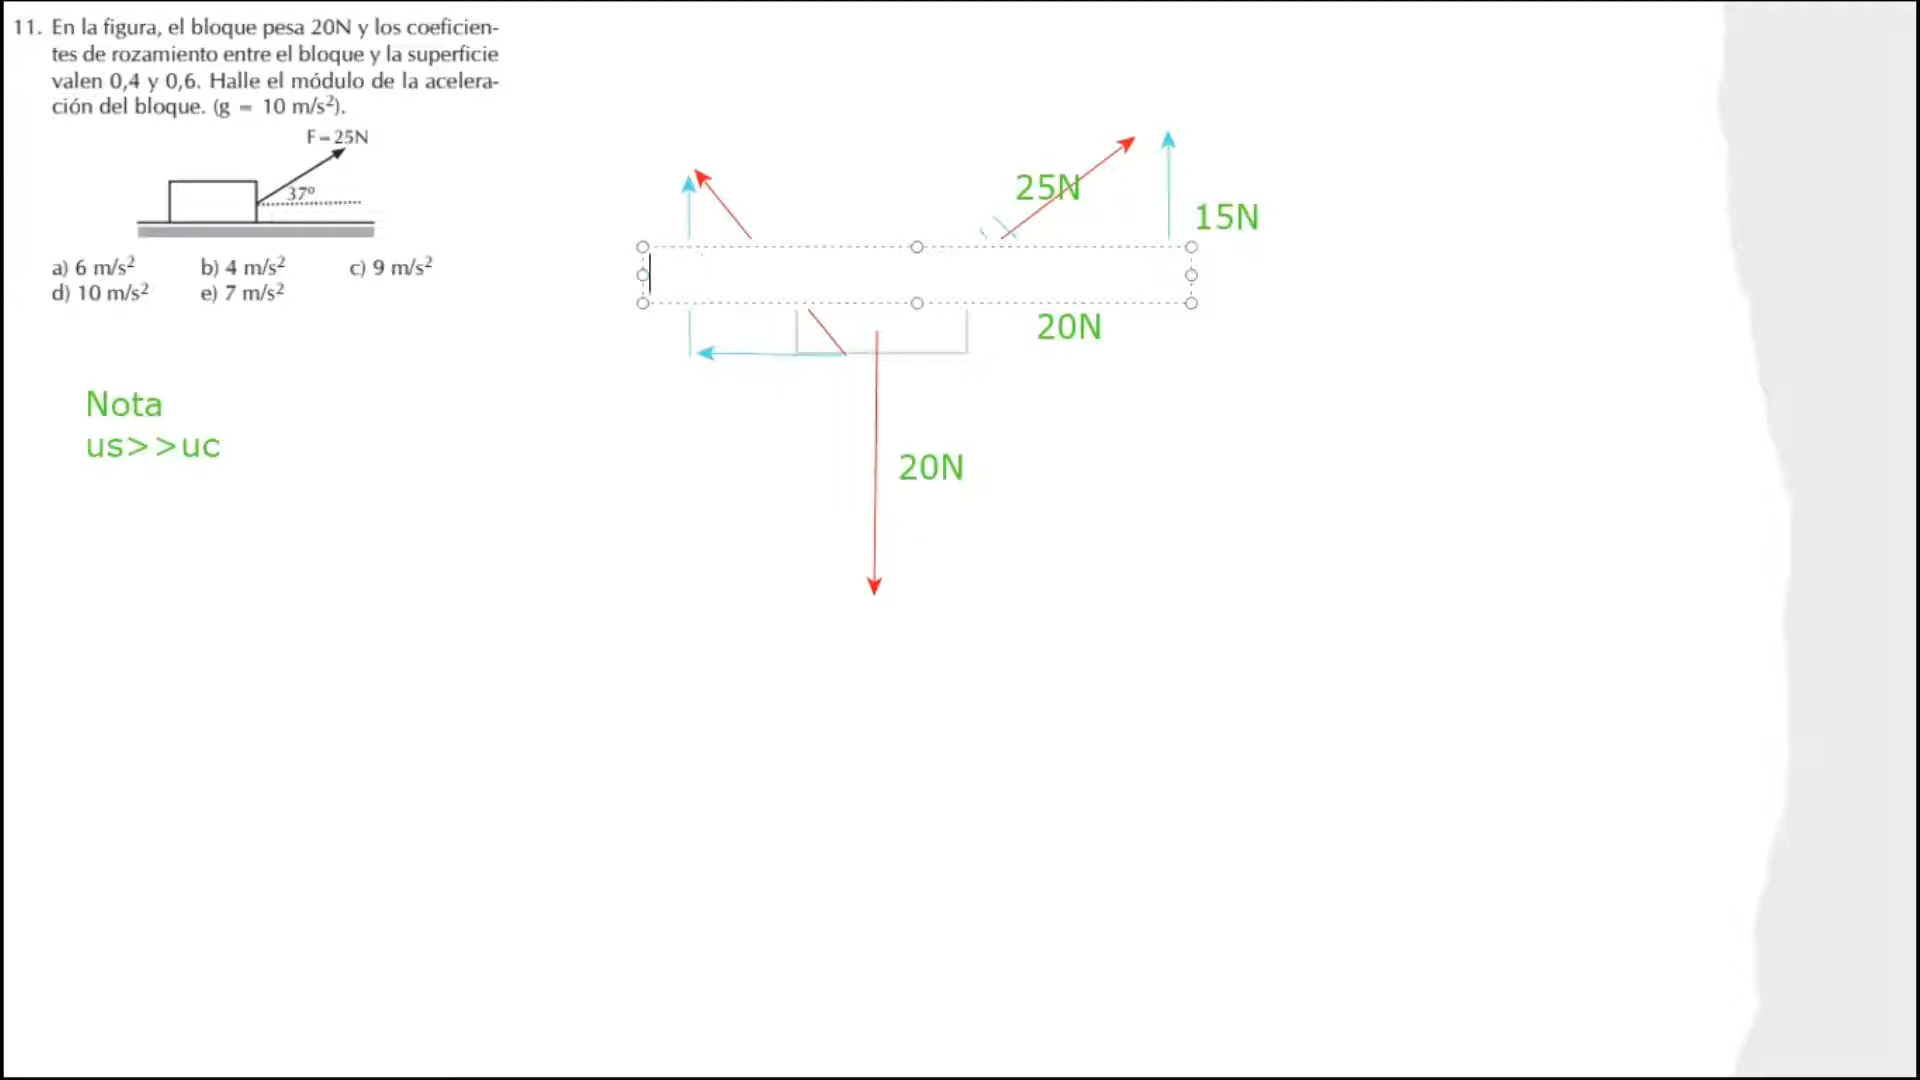 11. En la figura, el bloque pesa 20N y los coeficien-
tes de rozamiento entre el bloque y la superficie
valen 0,4 y 0,6. Halle el módulo de la acelera-
ción del bloque. (g = 10 m/s²).
F=25N
37º
a) 6 m/s² b) 4 m/s² c) 9 m/s²
d) 10 m/s² e) 7 m/s²
25N
15N
20N
Nota
us>>uc
20N